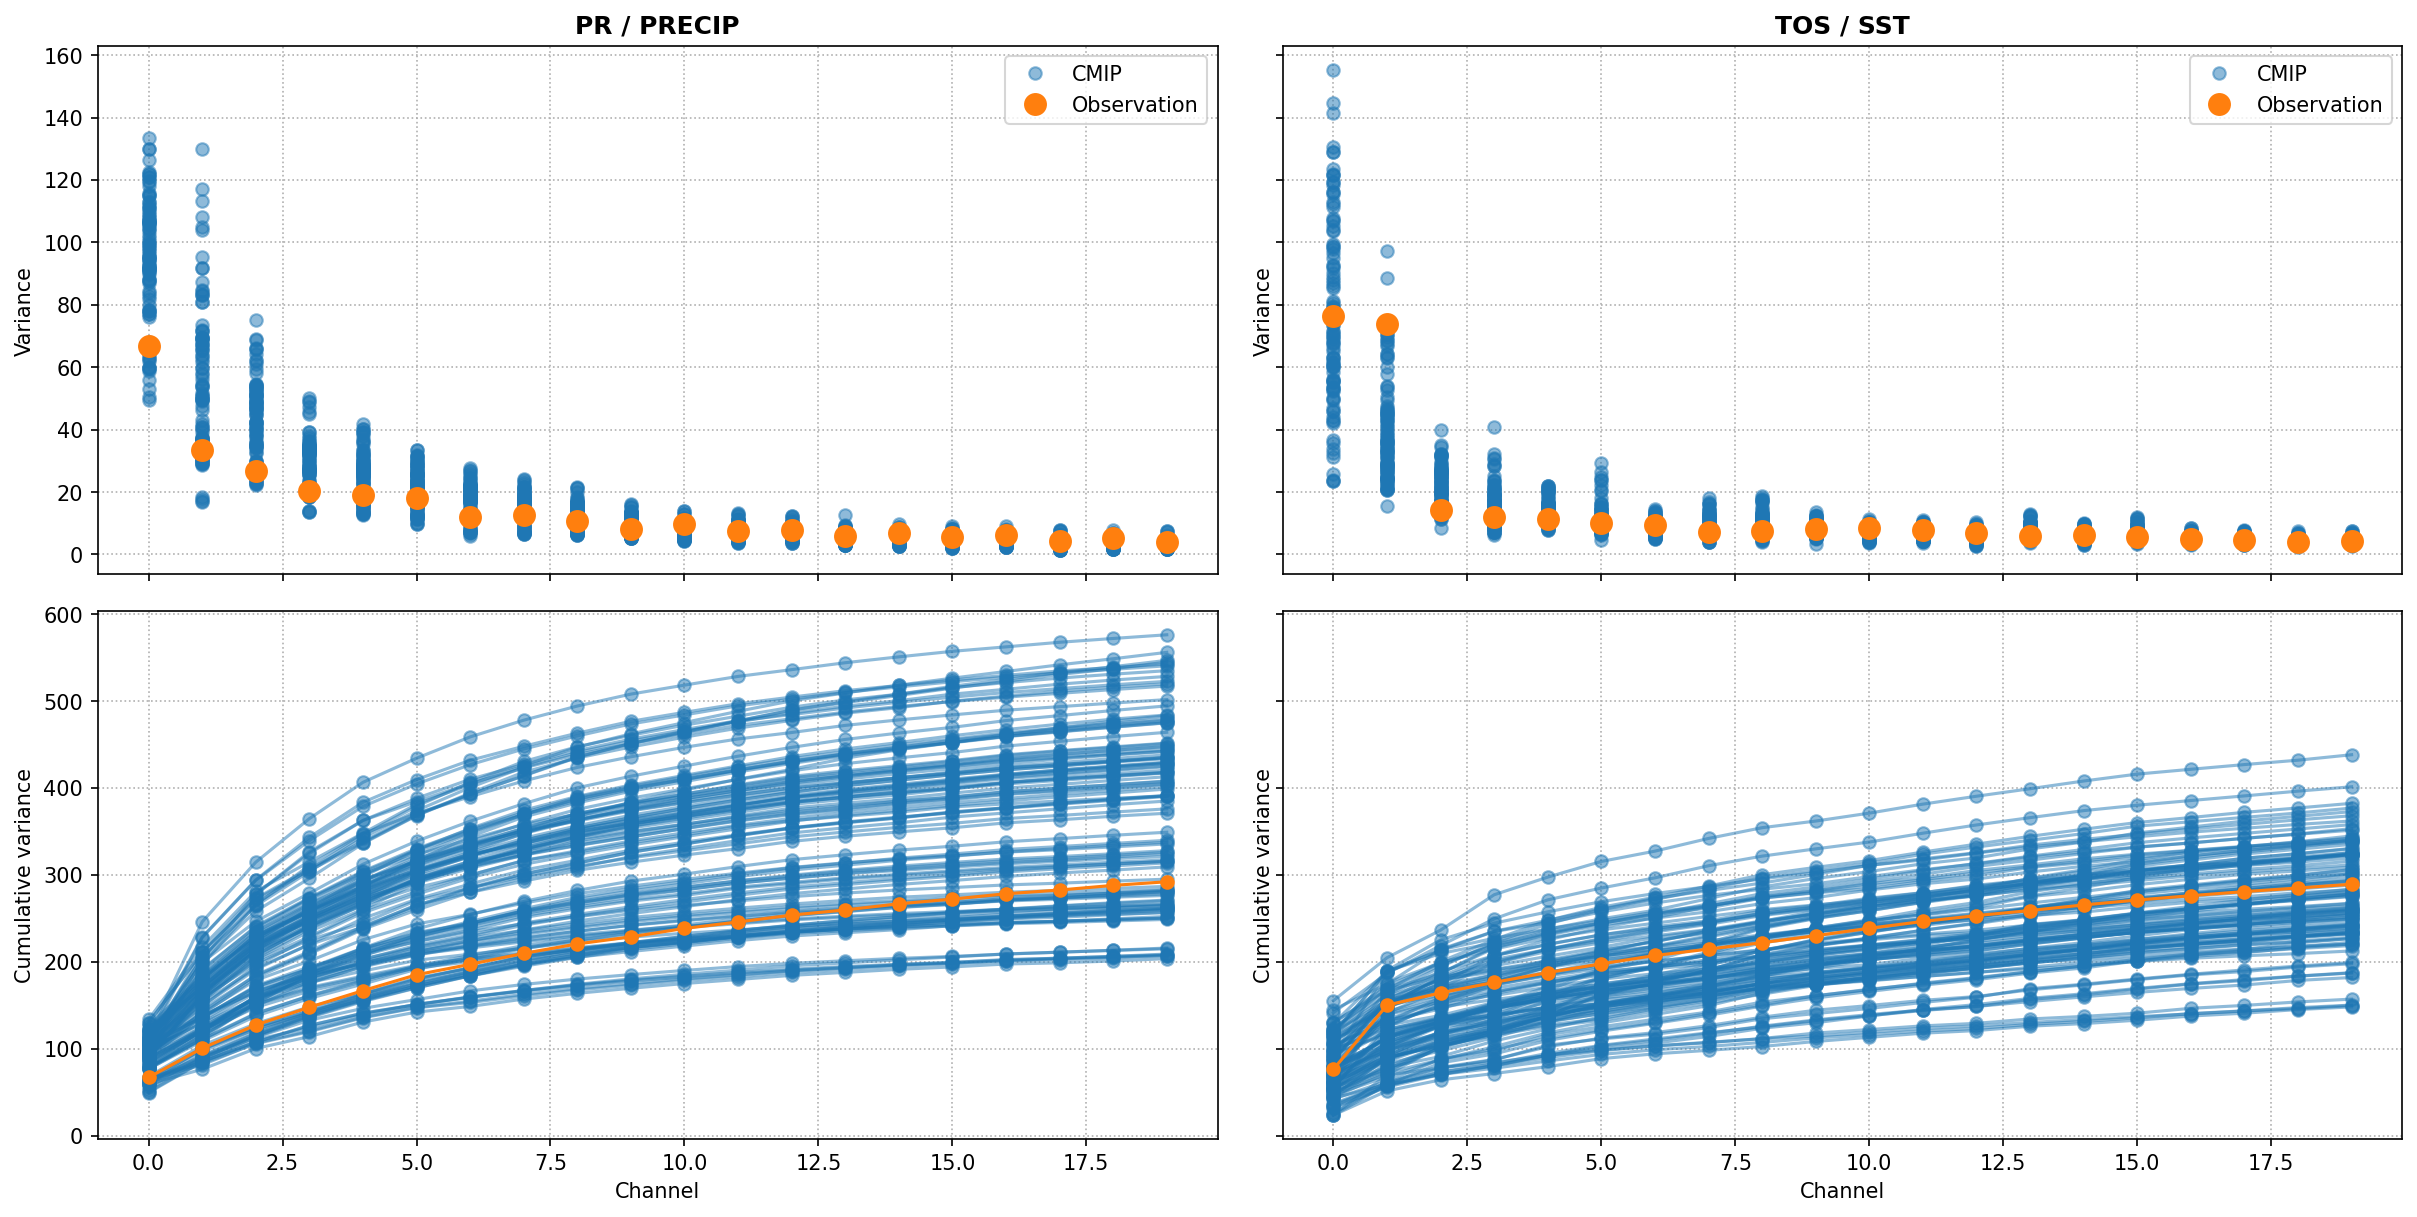 PR / PRECIP
TOS / SST
160
140
120
100
80
60
40
20
0
Variance
CMIP
Observation
Variance
CMIP
Observation
600
500
400
300
200
100
0
Cumulative variance
Cumulative variance
0.0 2.5 5.0 7.5 10.0 12.5 15.0 17.5
0.0 2.5 5.0 7.5 10.0 12.5 15.0 17.5
Channel
Channel